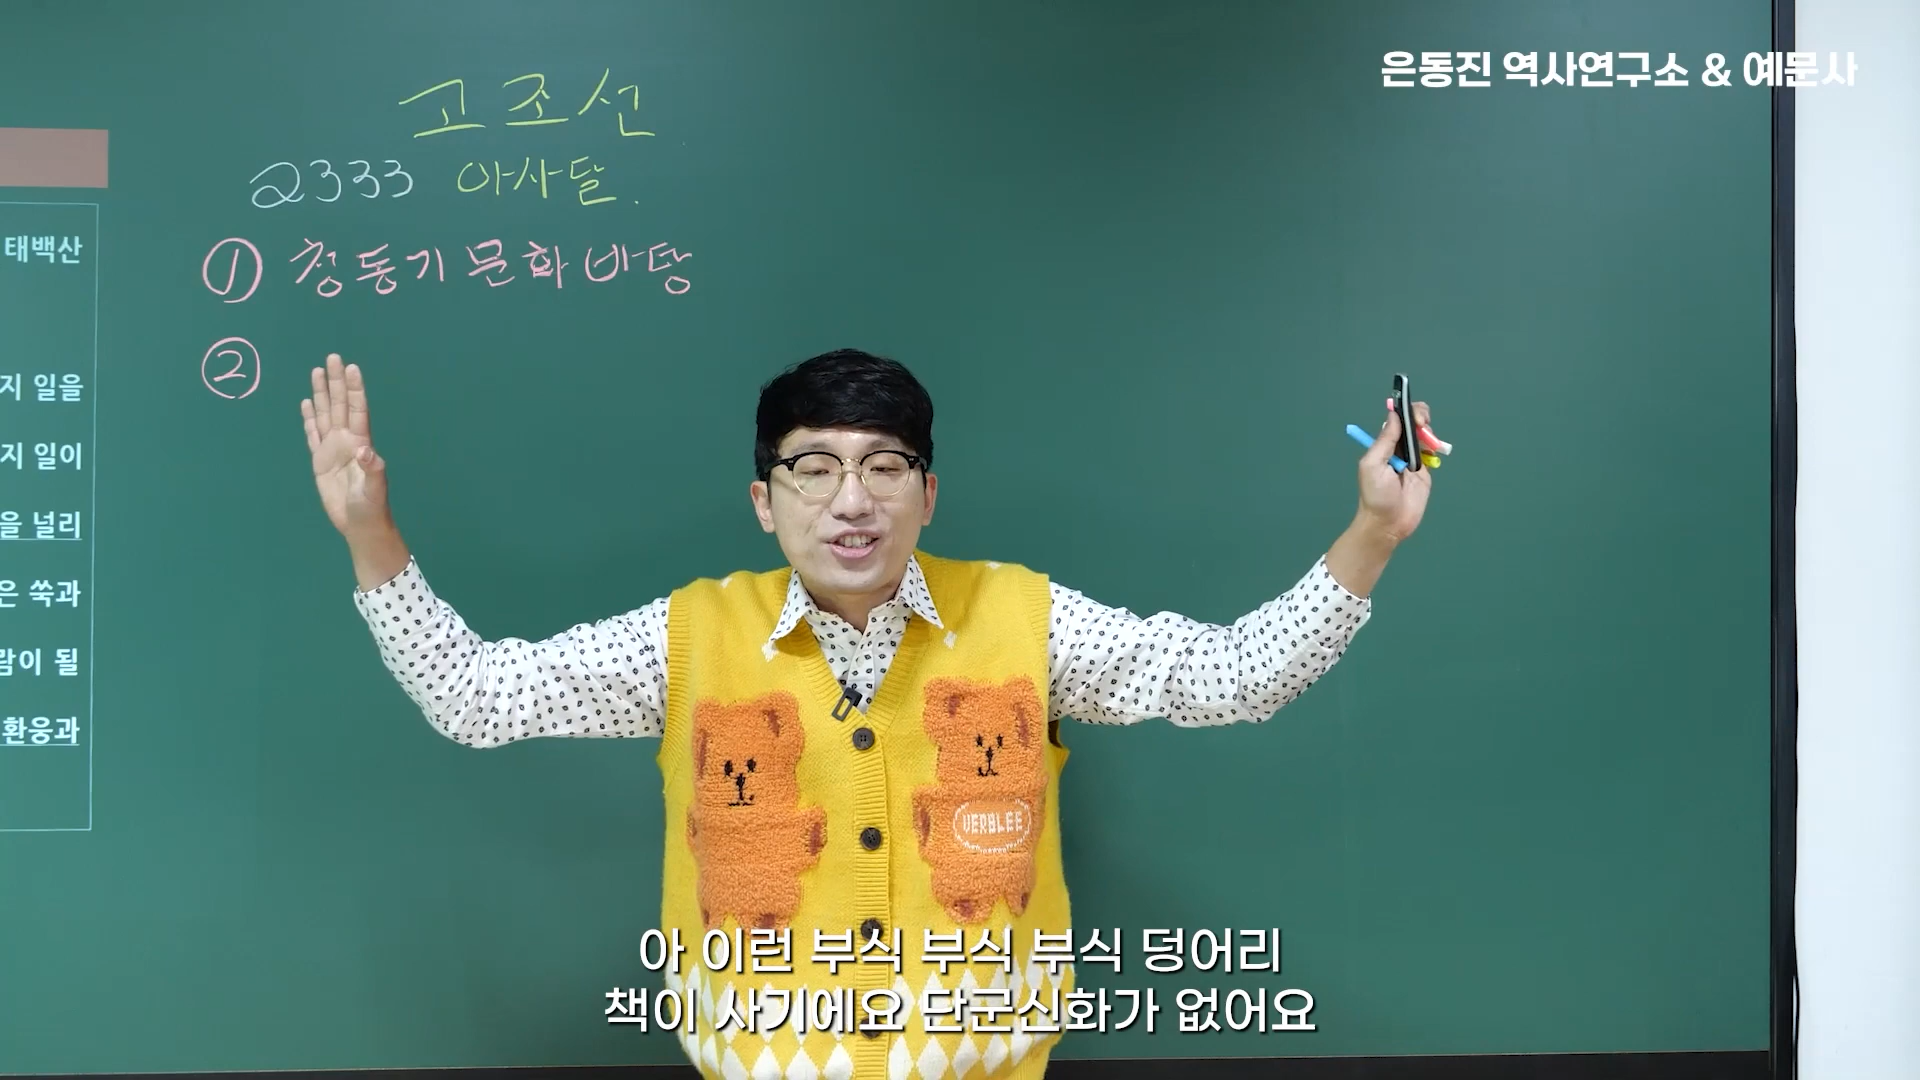 은동진 역사연구소 & 예문사
고조선
2333 아사달.
① 청동기 문화 바탕
②
태백산
지 일을
지 일이
을 널리
은 쑥과
람이 될
환웅과
VERBLEE
아 이런 부식 부식 부식 덩어리
책이 사기에요 단군신화가 없어요